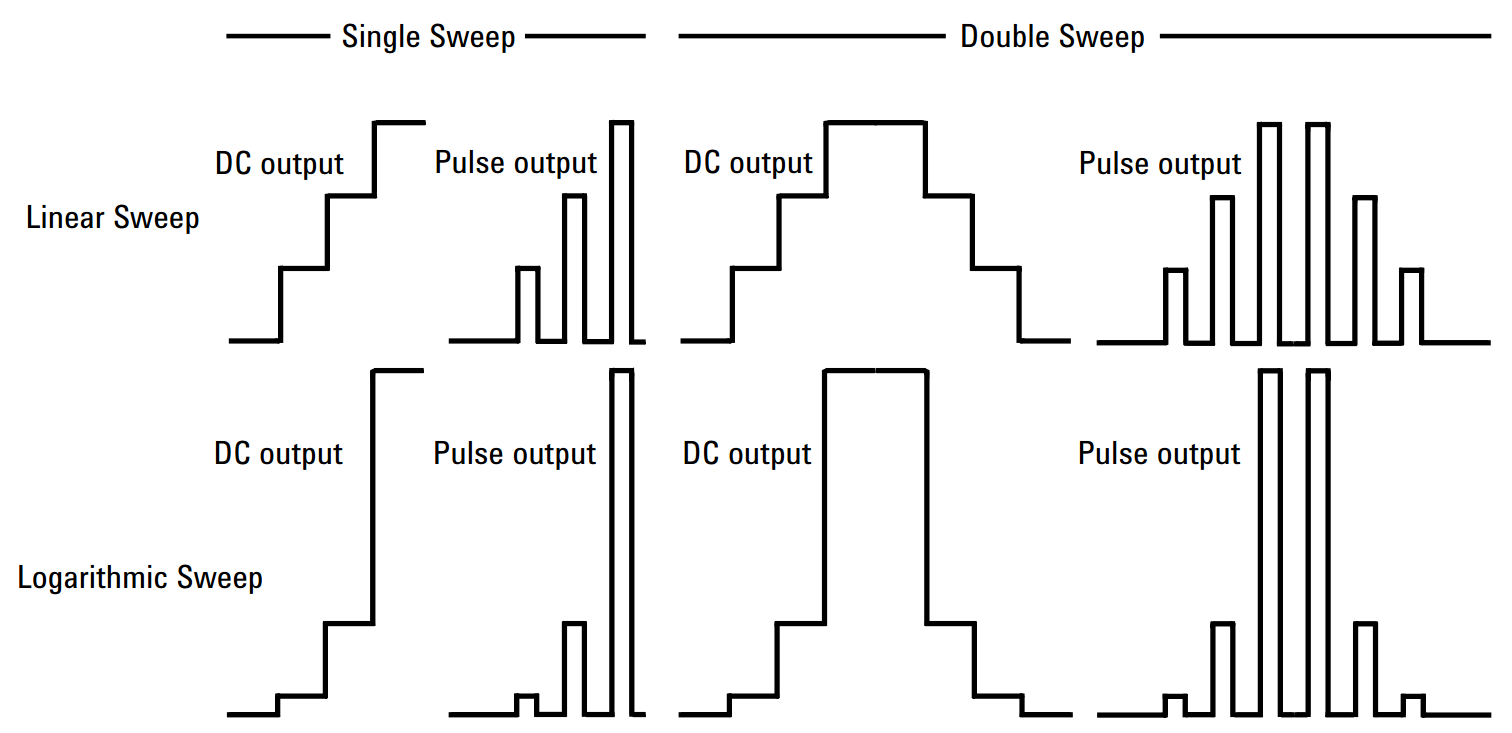 Single Sweep
Double Sweep
DC output
Pulse output
DC output
Pulse output
Linear Sweep
DC output
Pulse output
DC output
Pulse output
Logarithmic Sweep